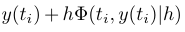 y(t_i) + hΦ(t_i, y(t_i)|h)